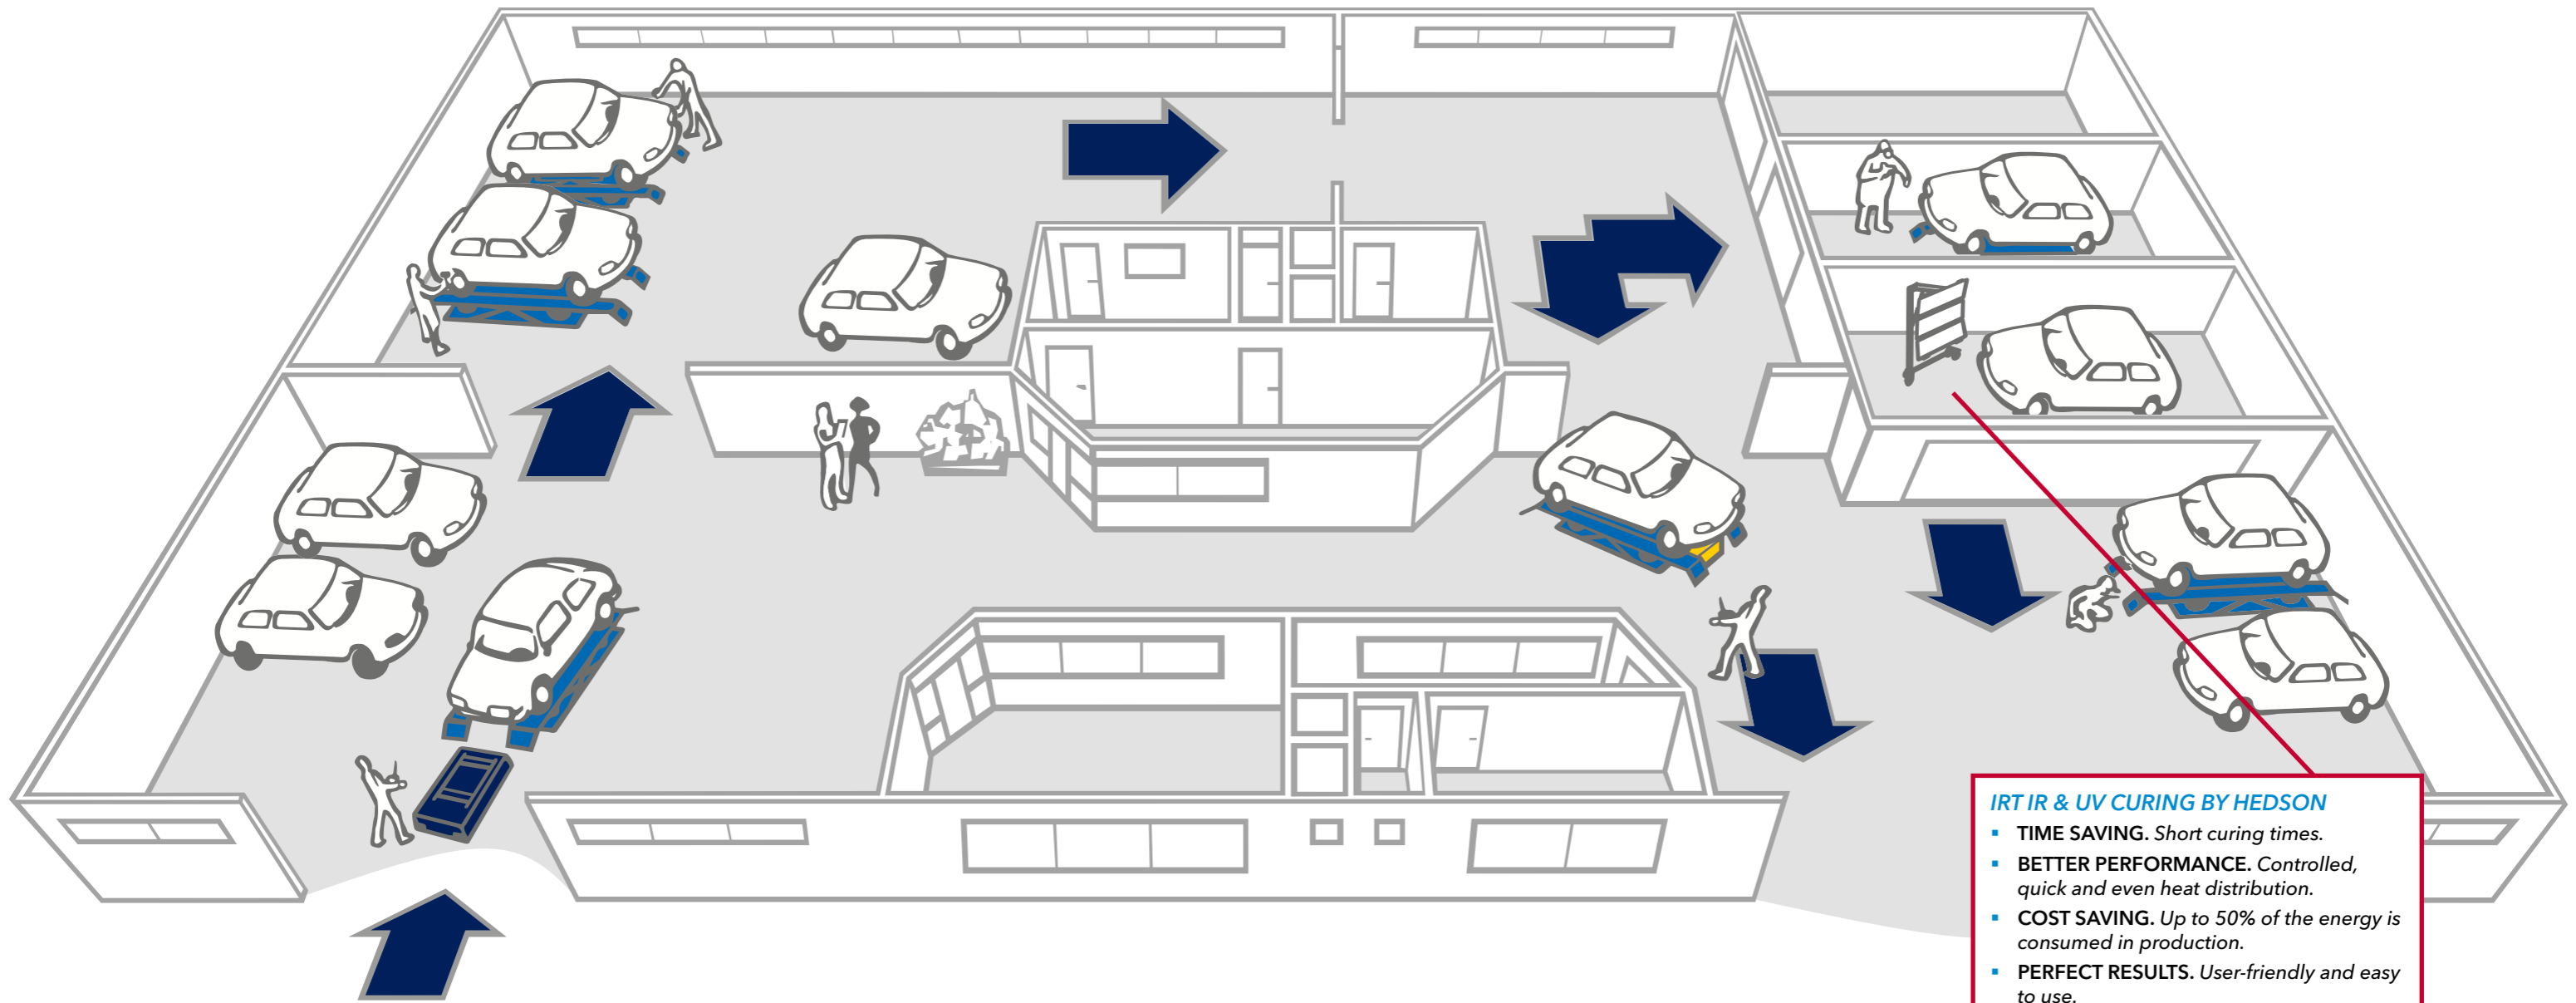 IRT IR & UV CURING BY HEDSON
▪ TIME SAVING. Short curing times.
▪ BETTER PERFORMANCE. Controlled,
quick and even heat distribution.
▪ COST SAVING. Up to 50% of the energy is
consumed in production.
▪ PERFECT RESULTS. User-friendly and easy
to use.